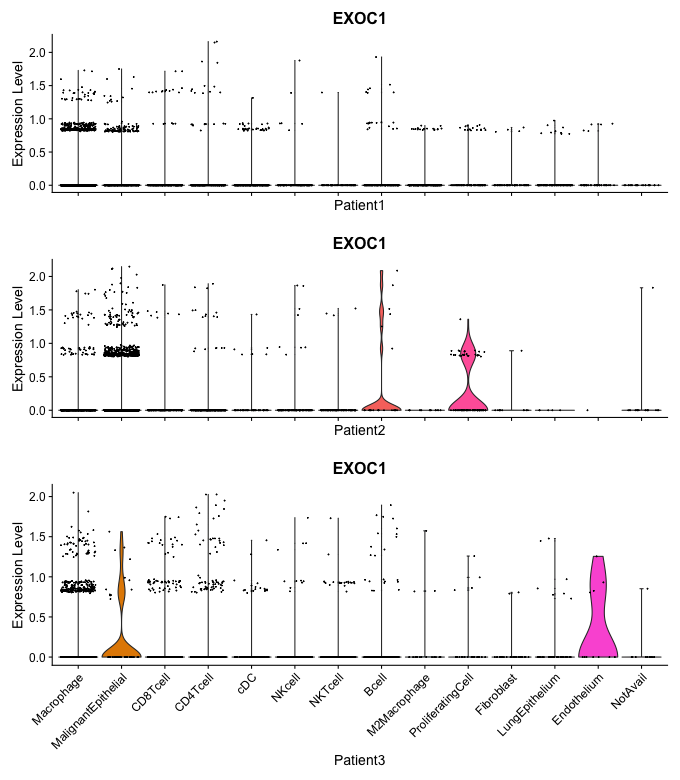 EXOC1
Expression Level
2.0
1.5
1.0
0.5
0.0
Patient1
EXOC1
Expression Level
2.0
1.5
1.0
0.5
0.0
Patient2
EXOC1
Expression Level
2.0
1.5
1.0
0.5
0.0
Macrophage
MalignantEpithelial
CD8Tcell
CD4Tcell
cDC
NKcell
NKTcell
Bcell
M2Macrophage
ProliferatingCell
Fibroblast
LungEpithelium
Endothelium
NotAvail
Patient3